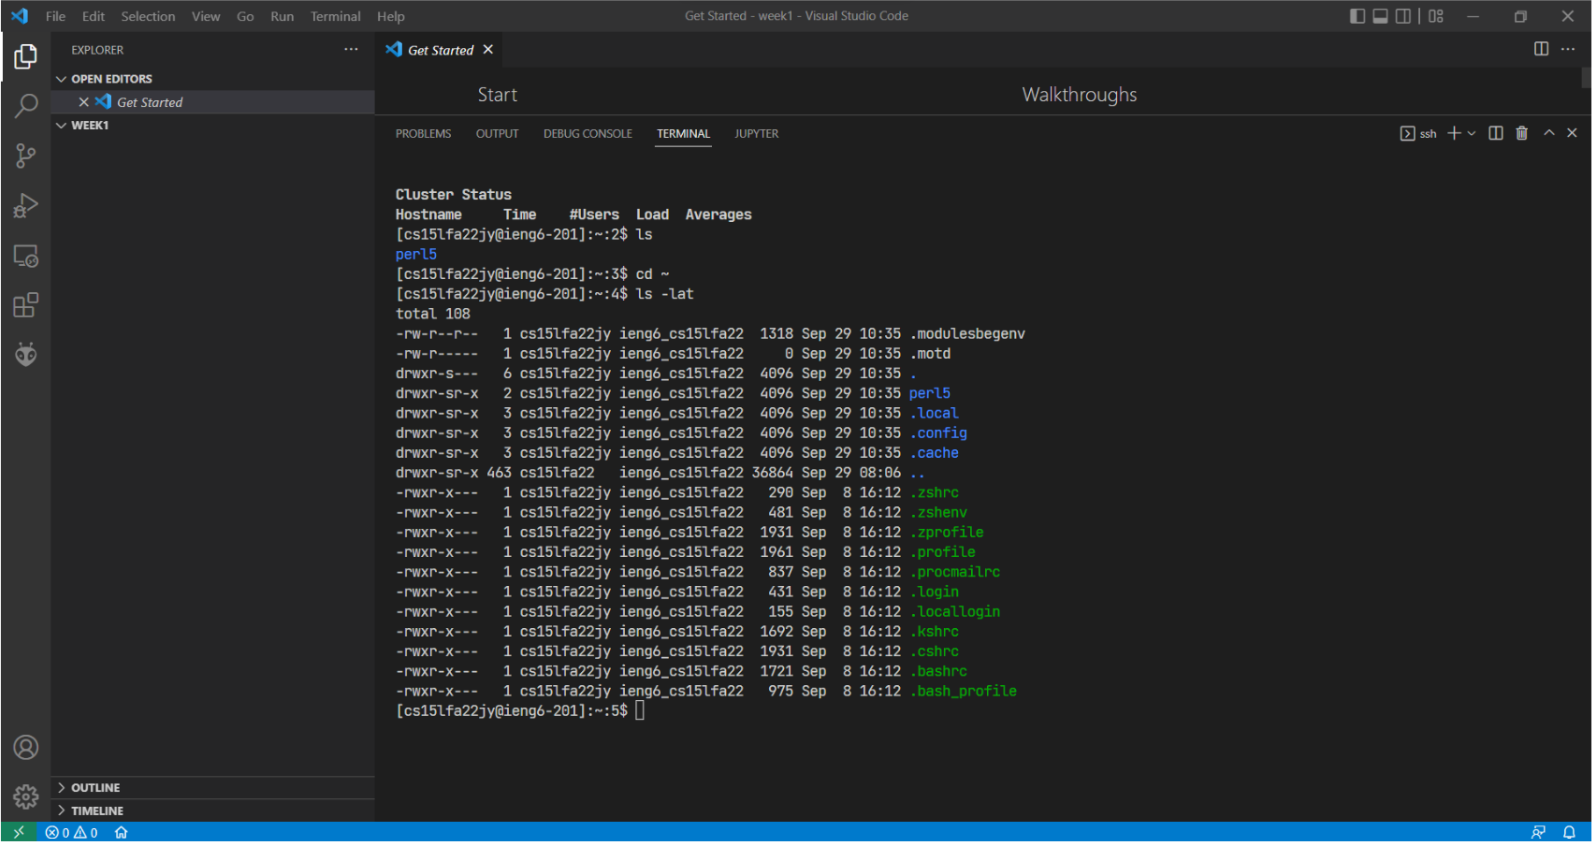 File Edit Selection View Go Run Terminal Help
Get Started - week1 - Visual Studio Code
EXPLORER
OPEN EDITORS
Get Started
WEEK1
OUTLINE
TIMELINE
Get Started
Start
Walkthroughs
PROBLEMS OUTPUT DEBUG CONSOLE TERMINAL JUPYTER
ssh
Cluster Status
Hostname     Time    #Users  Load  Averages
[cs15lfa22jy@ieng6-201]:~:2$ ls
perl5
[cs15lfa22jy@ieng6-201]:~:3$ cd ~
[cs15lfa22jy@ieng6-201]:~:4$ ls -lat
total 108
-rw-r--r--   1 cs15lfa22jy ieng6_cs15lfa22  1318 Sep 29 10:35 .modulesbegenv
-rw-r-----   1 cs15lfa22jy ieng6_cs15lfa22     0 Sep 29 10:35 .motd
drwxr-s---   6 cs15lfa22jy ieng6_cs15lfa22  4096 Sep 29 10:35 .
drwxr-sr-x   2 cs15lfa22jy ieng6_cs15lfa22  4096 Sep 29 10:35 perl5
drwxr-sr-x   3 cs15lfa22jy ieng6_cs15lfa22  4096 Sep 29 10:35 .local
drwxr-sr-x   3 cs15lfa22jy ieng6_cs15lfa22  4096 Sep 29 10:35 .config
drwxr-sr-x   3 cs15lfa22jy ieng6_cs15lfa22  4096 Sep 29 10:35 .cache
drwxr-sr-x 463 cs15lfa22   ieng6_cs15lfa22 36864 Sep 29 08:06 ..
-rwxr-x---   1 cs15lfa22jy ieng6_cs15lfa22   290 Sep  8 16:12 .zshrc
-rwxr-x---   1 cs15lfa22jy ieng6_cs15lfa22   481 Sep  8 16:12 .zshenv
-rwxr-x---   1 cs15lfa22jy ieng6_cs15lfa22  1931 Sep  8 16:12 .zprofile
-rwxr-x---   1 cs15lfa22jy ieng6_cs15lfa22  1961 Sep  8 16:12 .profile
-rwxr-x---   1 cs15lfa22jy ieng6_cs15lfa22   837 Sep  8 16:12 .procmailrc
-rwxr-x---   1 cs15lfa22jy ieng6_cs15lfa22   431 Sep  8 16:12 .login
-rwxr-x---   1 cs15lfa22jy ieng6_cs15lfa22   155 Sep  8 16:12 .locallogin
-rwxr-x---   1 cs15lfa22jy ieng6_cs15lfa22  1692 Sep  8 16:12 .kshrc
-rwxr-x---   1 cs15lfa22jy ieng6_cs15lfa22  1931 Sep  8 16:12 .cshrc
-rwxr-x---   1 cs15lfa22jy ieng6_cs15lfa22  1721 Sep  8 16:12 .bashrc
-rwxr-x---   1 cs15lfa22jy ieng6_cs15lfa22   975 Sep  8 16:12 .bash_profile
[cs15lfa22jy@ieng6-201]:~:5$
0 0